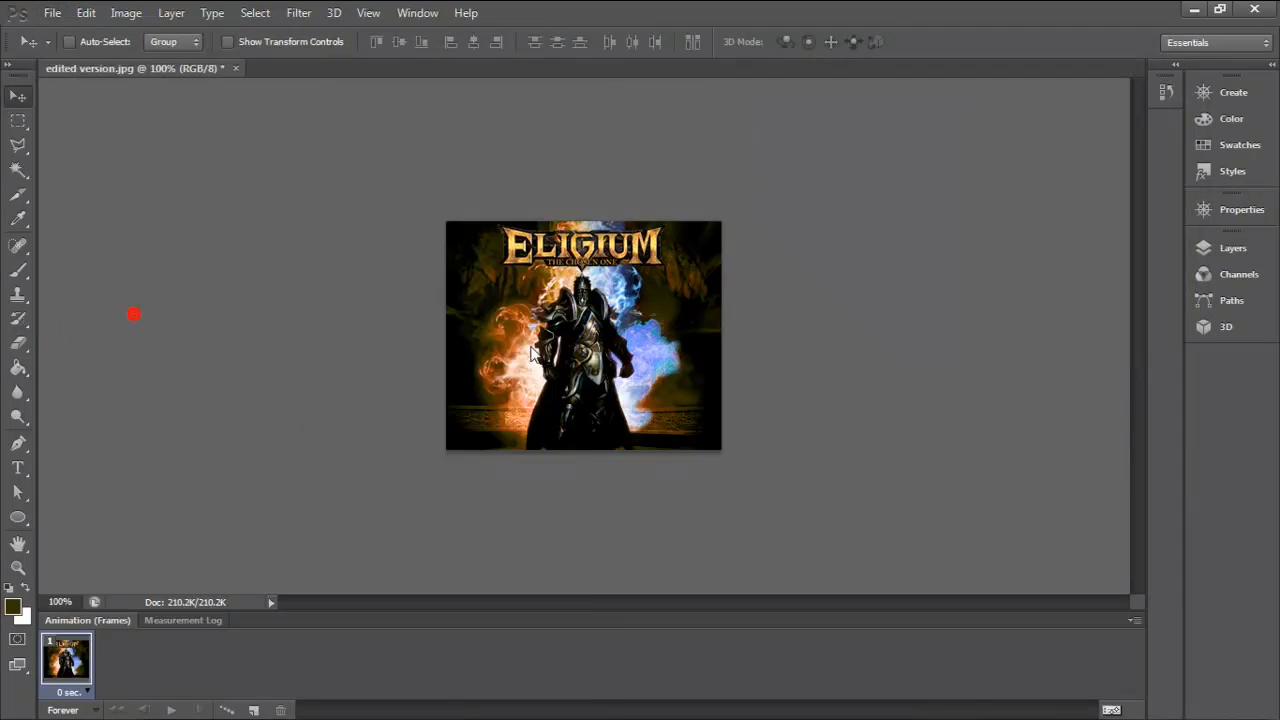 Ps File Edit Image Layer Type Select Filter 3D View Window Help
Auto-Select: Group Show Transform Controls 3D Mode: Essentials
edited version.jpg @ 100% (RGB/8) * ×
Create
Color
Swatches
Styles
Properties
Layers
Channels
Paths
3D
ELIGIUM
THE CHOSEN ONE
100% Doc: 210.2K/210.2K
Animation (Frames) Measurement Log
1
0 sec.
Forever